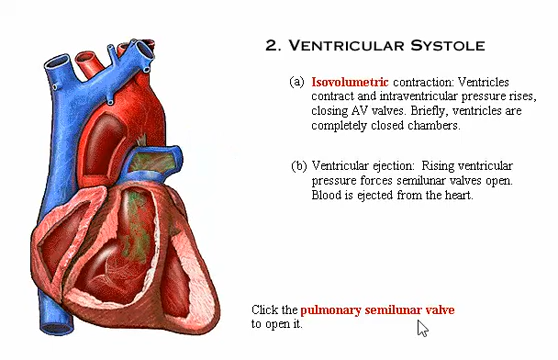 2. Ventricular Systole
(a) Isovolumetric contraction: Ventricles
contract and intraventricular pressure rises,
closing AV valves. Briefly, ventricles are
completely closed chambers.
(b) Ventricular ejection: Rising ventricular
pressure forces semilunar valves open.
Blood is ejected from the heart.
Click the pulmonary semilunar valve
to open it.